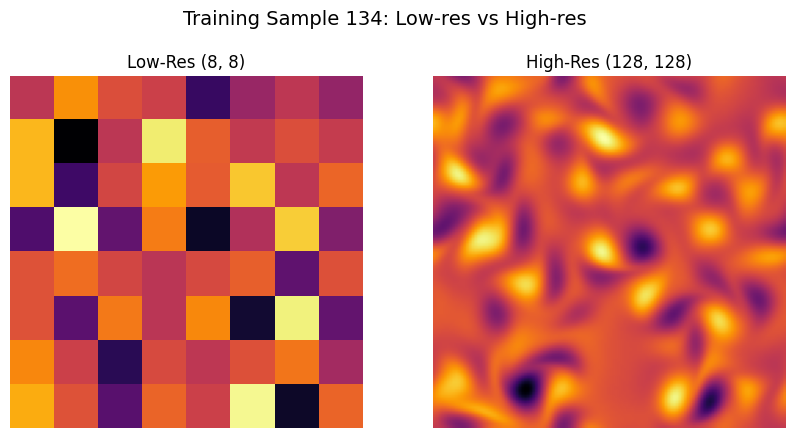 Training Sample 134: Low-res vs High-res
Low-Res (8, 8)
High-Res (128, 128)